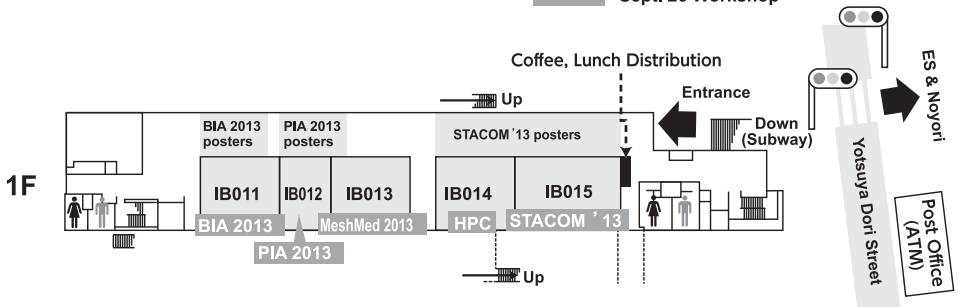 Sept. 26 Workshop
Coffee, Lunch Distribution
Up
Entrance
Down
(Subway)
ES & Noyori
BIA 2013
posters
PIA 2013
posters
STACOM '13 posters
1F
IB011
IB012
IB013
IB014
IB015
BIA 2013
MeshMed 2013
HPC
STACOM '13
PIA 2013
Up
Yotsuya Dori Street
Post Office
(ATM)